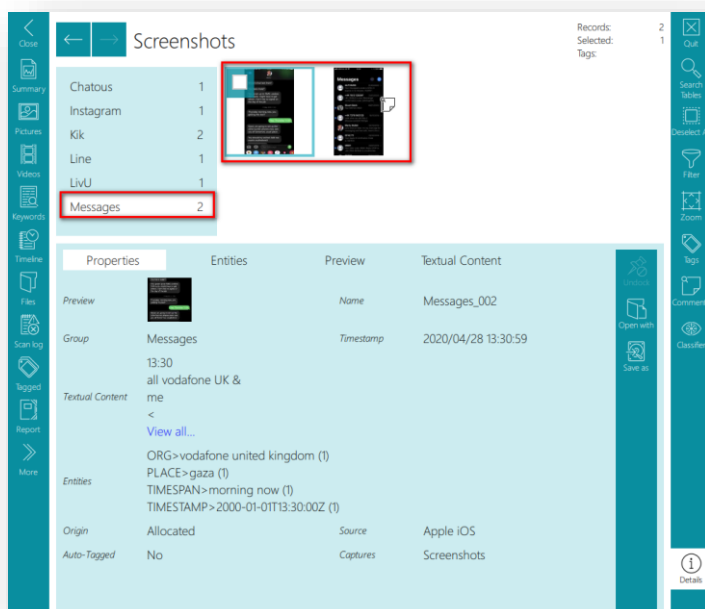 Close
Summary
Pictures
Videos
Keywords
Timeline
Files
Scan log
Tagged
Report
More
Screenshots
Records: 2
Selected: 1
Tags:
Chatous 1
Instagram 1
Kik 2
Line 1
LivU 1
Messages 2
Messages
Properties Entities Preview Textual Content
Preview
Name Messages_002
Group Messages
Timestamp 2020/04/28 13:30:59
Textual Content
13:30
all vodafone UK &
me
<
View all...
Entities
ORG>vodafone united kingdom (1)
PLACE>gaza (1)
TIMESPAN>morning now (1)
TIMESTAMP>2000-01-01T13:30:00Z (1)
Origin Allocated
Source Apple iOS
Auto-Tagged No
Captures Screenshots
Undock
Open with
Save as
Quit
Search
Tables
Deselect
Filter
Zoom
Tags
Comment
Classifier
Details